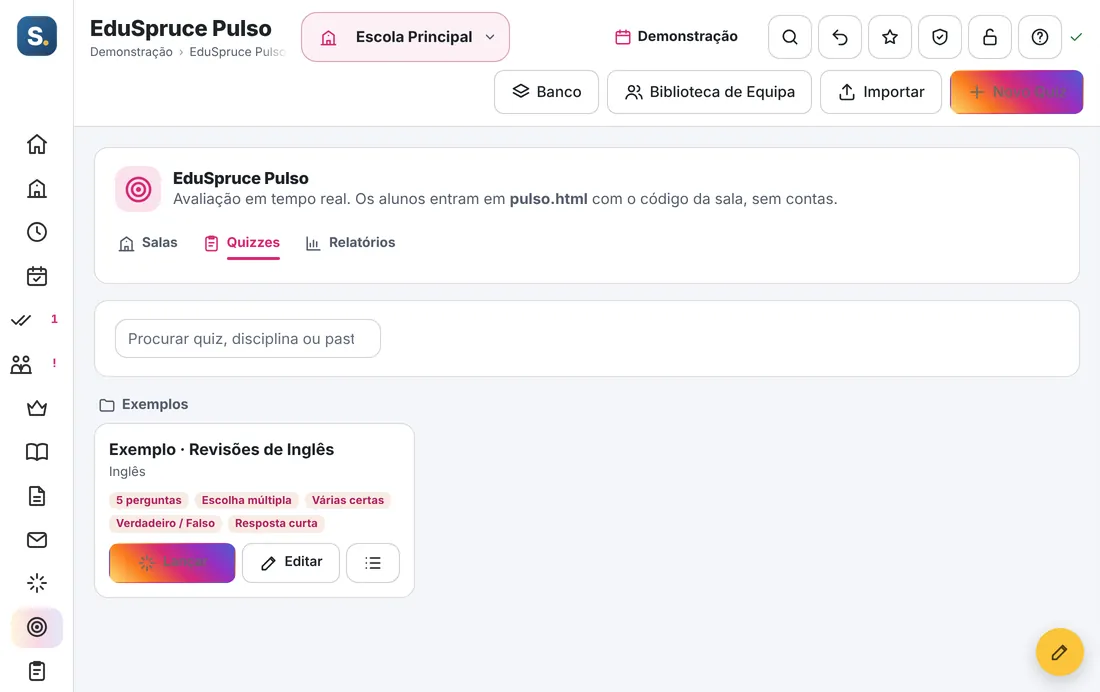 S.
EduSpruce Pulso
Demonstração › EduSpruce Pulso
Escola Principal
Demonstração
Banco
Biblioteca de Equipa
Importar
1
!
EduSpruce Pulso
Avaliação em tempo real. Os alunos entram em pulso.html com o código da sala, sem contas.
Salas
Quizzes
Relatórios
Procurar quiz, disciplina ou past
Exemplos
Exemplo · Revisões de Inglês
Inglês
5 perguntas
Escolha múltipla
Várias certas
Verdadeiro / Falso
Resposta curta
Editar